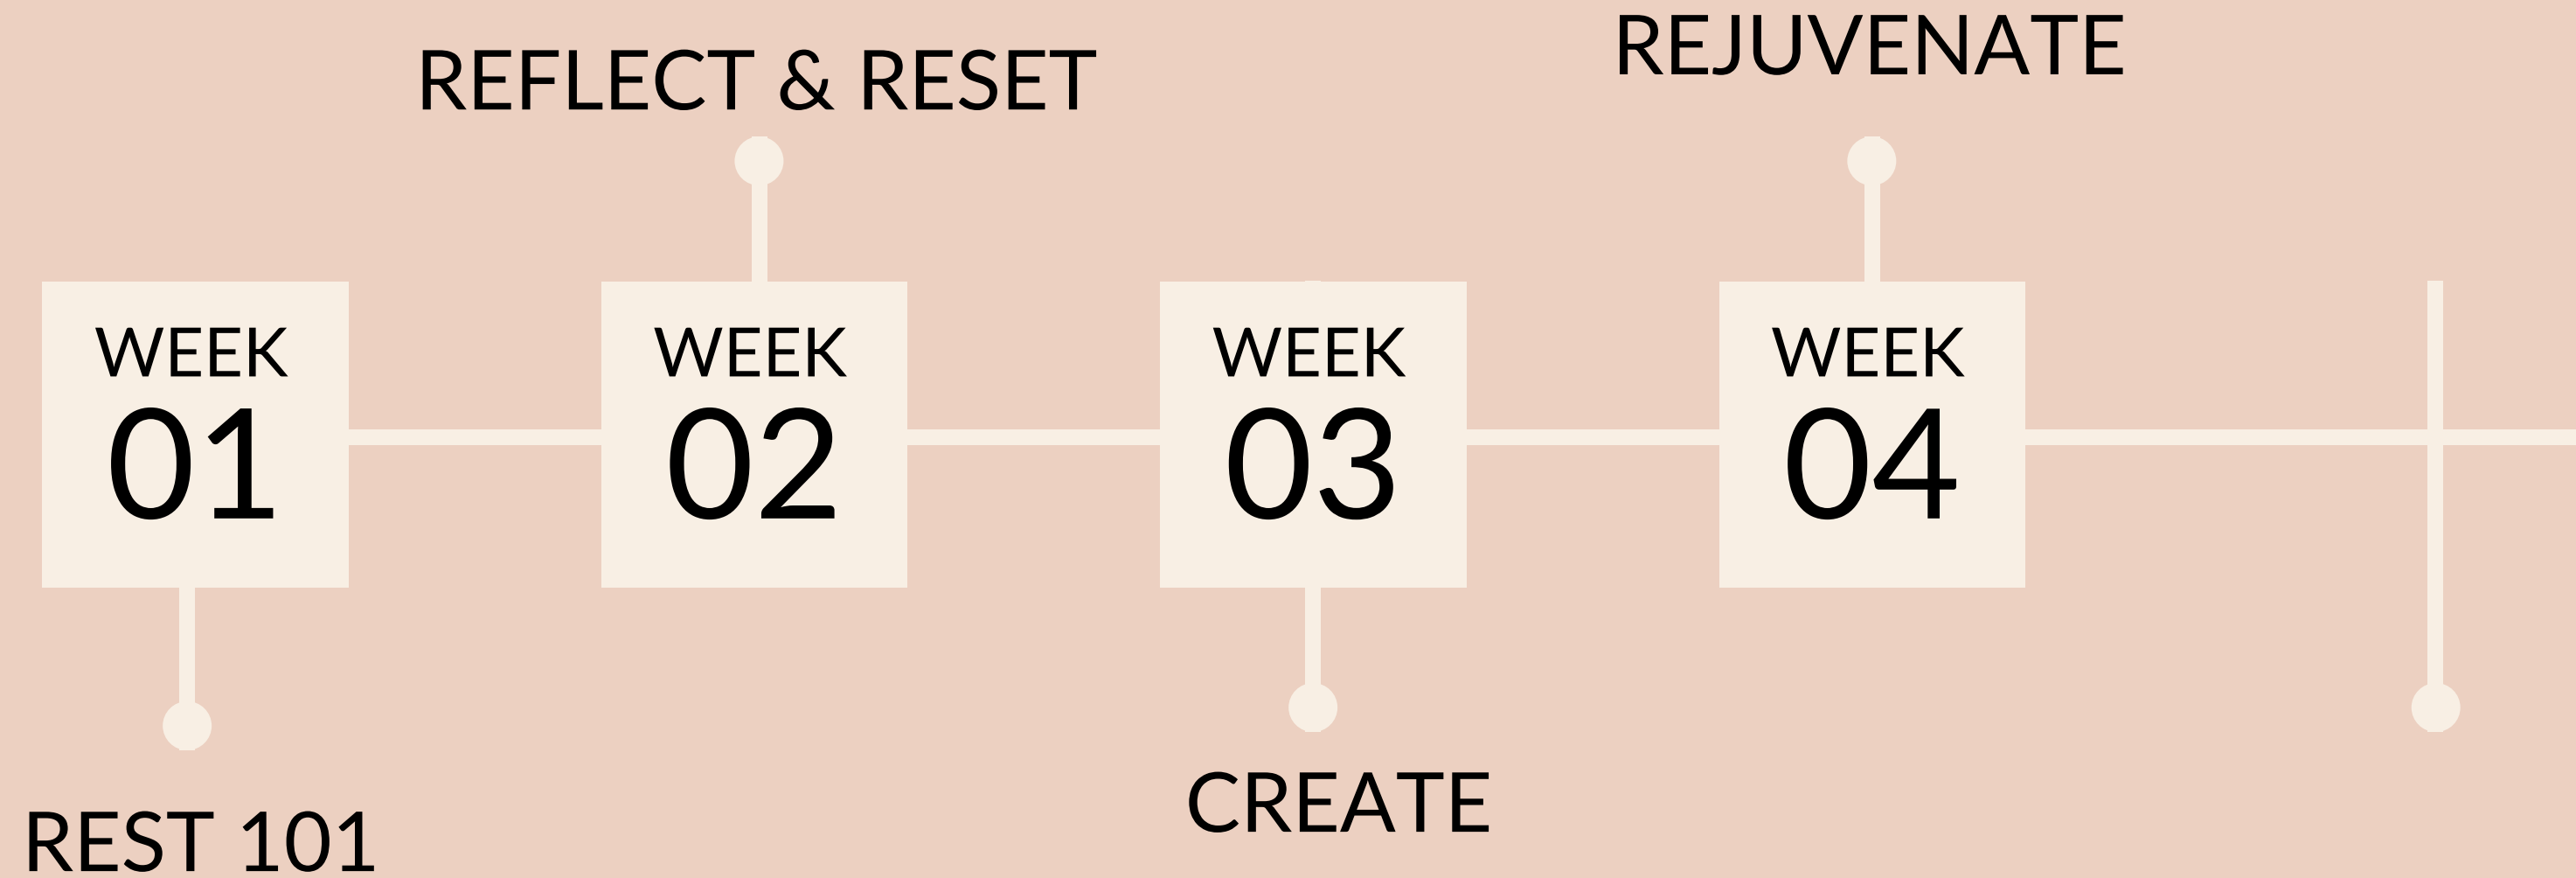 REJUVENATE
REFLECT & RESET
WEEK
01
WEEK
02
WEEK
03
WEEK
04
CREATE
REST 101